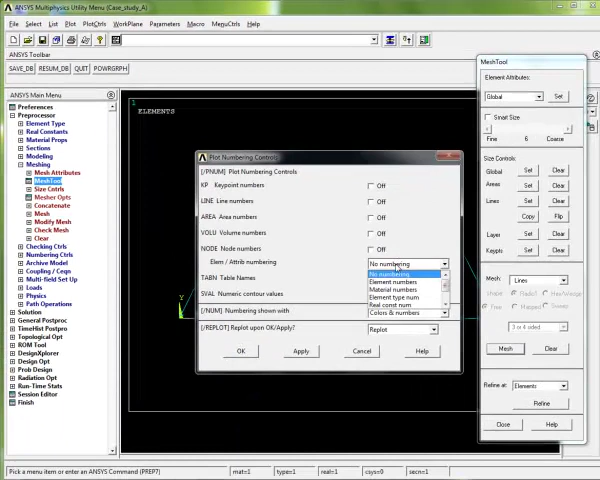 ANSYS Multiphysics Utility Menu (Case_study_A)
File Select List Plot PlotCtrls WorkPlane Parameters Macro MenuCtrls Help
ANSYS Toolbar
SAVE_DB RESUM_DB QUIT POWRGRPH
ANSYS Main Menu
Preferences
Preprocessor
Element Type
Real Constants
Material Props
Sections
Modeling
Meshing
Mesh Attributes
MeshTool
Size Cntrls
Mesher Opts
Concatenate
Mesh
Modify Mesh
Check Mesh
Clear
Checking Ctrls
Numbering Ctrls
Archive Model
Coupling / Ceqn
Multi-field Set Up
Loads
Physics
Path Operations
Solution
General Postproc
TimeHist Postpro
Topological Opt
ROM Tool
DesignXplorer
Design Opt
Prob Design
Radiation Opt
Run-Time Stats
Session Editor
Finish
1
ELEMENTS
Y
Plot Numbering Controls
[/PNUM] Plot Numbering Controls
KP Keypoint numbers Off
LINE Line numbers Off
AREA Area numbers Off
VOLU Volume numbers Off
NODE Node numbers Off
Elem / Attrib numbering No numbering
No numbering
Element numbers
Material numbers
Element type num
Real const num
TABN Table Names
SVAL Numeric contour values
[/NUM] Numbering shown with Colors & numbers
[/REPLOT] Replot upon OK/Apply? Replot
OK Apply Cancel Help
MeshTool
Element Attributes:
Global Set
Smart Size
Fine 6 Coarse
Size Controls:
Global Set Clear
Areas Set Clear
Lines Set Clear
Copy Flip
Layer Set Clear
Keypts Set Clear
Mesh: Lines
Shape: Tetra Hex/Wedge
Free Mapped Sweep
3 or 4 sided
Mesh Clear
Refine at: Elements
Refine
Close Help
Pick a menu item or enter an ANSYS Command (PREP7) mat=1 type=1 real=1 csys=0 secn=1